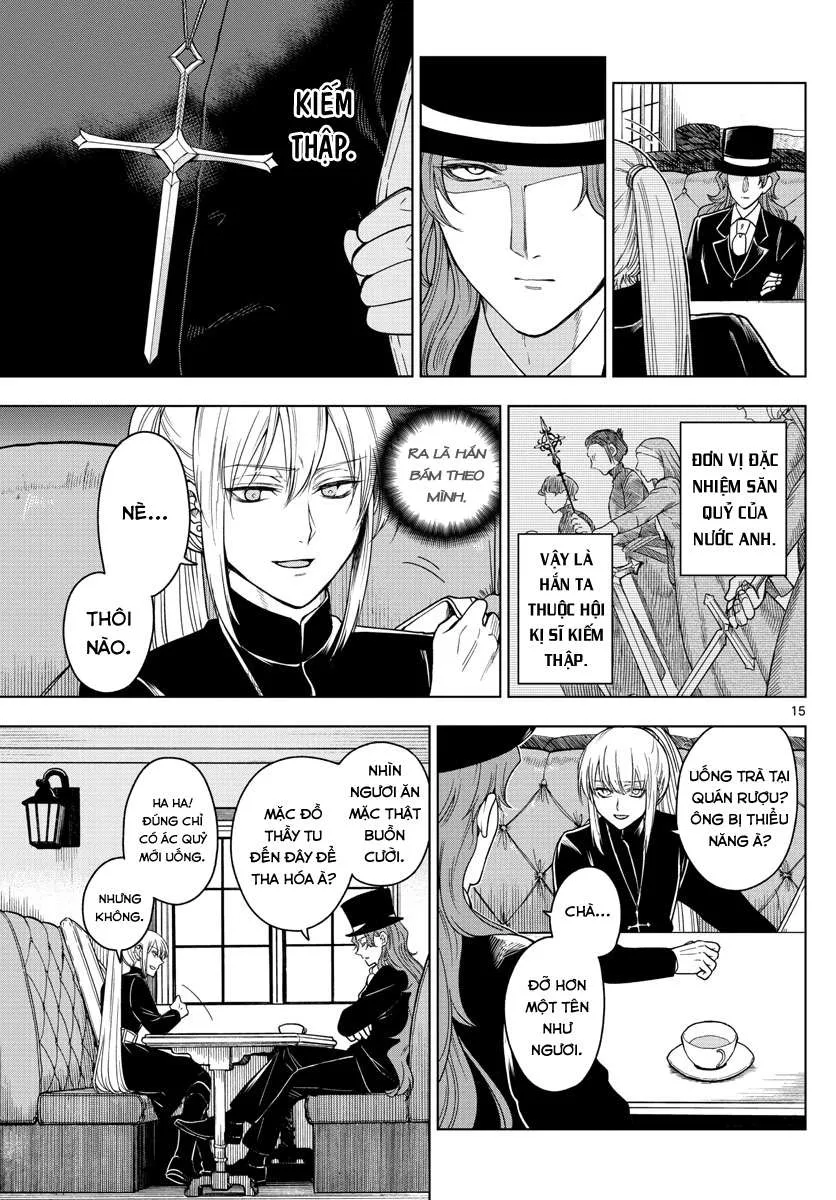 KIẾM
THẬP.
ĐƠN VỊ ĐẶC
NHIỆM SĂN
QUỶ CỦA
NƯỚC ANH.
VẬY LÀ
HẮN TA
THUỘC HỘI
KỊ SĨ KIẾM
THẬP.
RA LÀ HẮN
BÁM THEO
MÌNH.
NÈ...
THÔI
NÀO.
15
UỐNG TRÀ TẠI
QUÁN RƯỢU?
ÔNG BỊ THIỂU
NĂNG À?
CHÀ...
ĐỠ HƠN
MỘT TÊN
NHƯ
NGƯƠI.
NHÌN
NGƯƠI ĂN
MẶC THẬT
BUỒN
CƯỜI.
MẶC ĐỒ
THẦY TU
ĐẾN ĐÂY ĐỂ
THA HÓA À?
HA HA!
ĐÚNG CHỈ
CÓ ÁC QUỶ
MỚI UỐNG.
NHƯNG
KHÔNG.